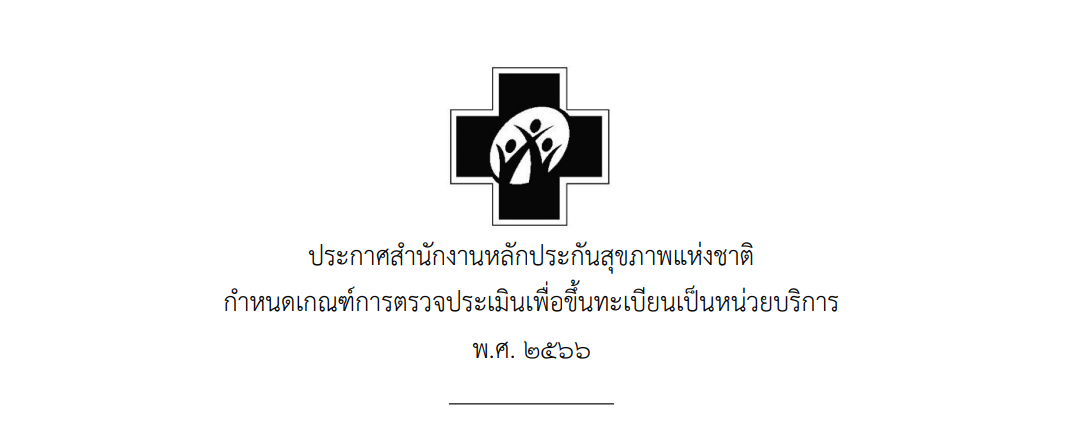 ประกาศสำนักงานหลักประกันสุขภาพแห่งชาติ
กำหนดเกณฑ์การตรวจประเมินเพื่อขึ้นทะเบียนเป็นหน่วยบริการ
พ.ศ. ๒๕๖๖